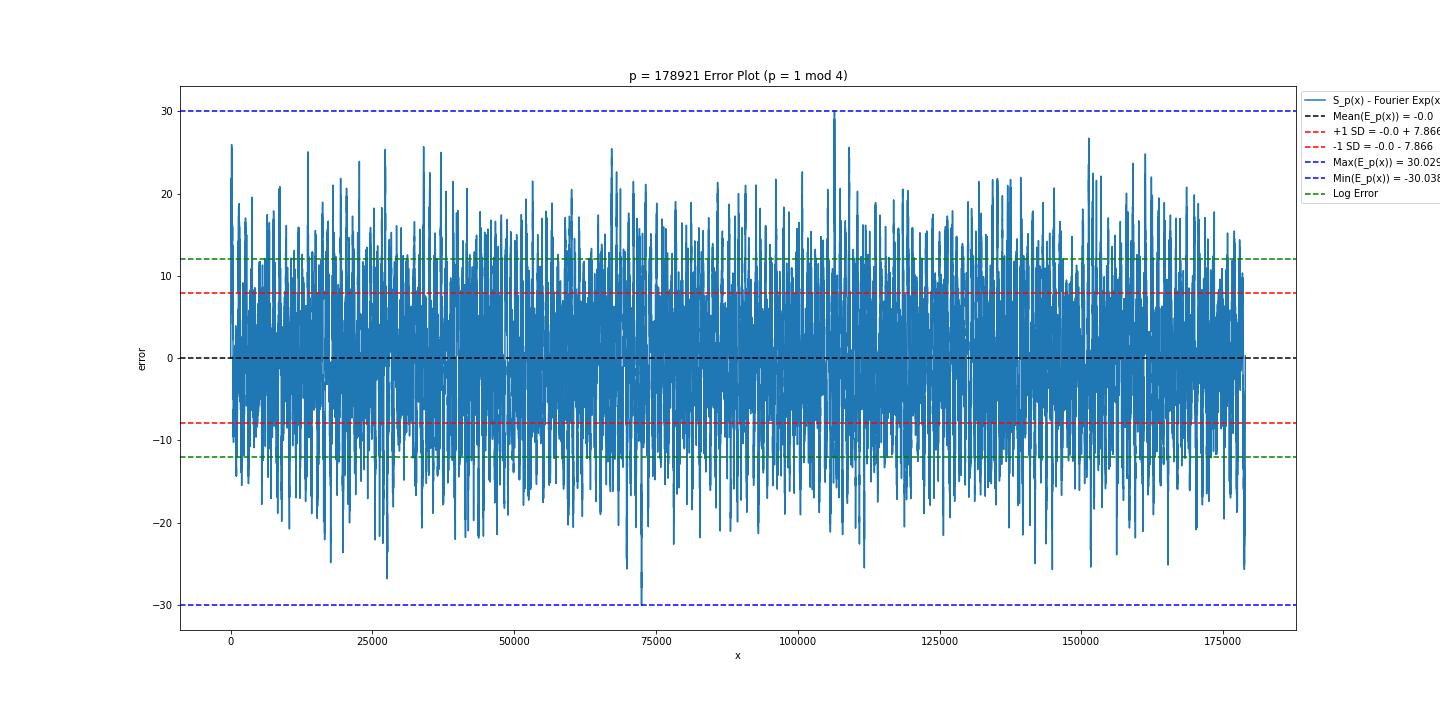 p = 178921 Error Plot (p = 1 mod 4)
30
20
10
0
−10
−20
−30
error
0
25000
50000
75000
100000
125000
150000
175000
x
S_p(x) - Fourier Exp(x
Mean(E_p(x)) = -0.0
+1 SD = -0.0 + 7.866
-1 SD = -0.0 - 7.866
Max(E_p(x)) = 30.029
Min(E_p(x)) = -30.038
Log Error